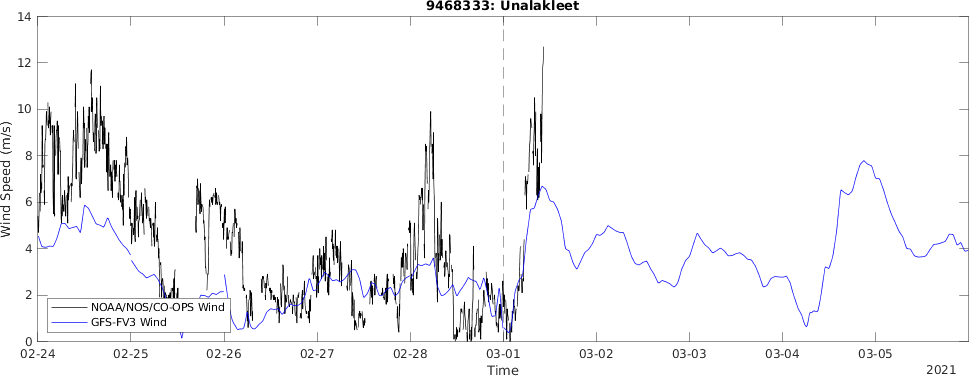 9468333: Unalakleet
14
12
10
8
6
4
2
0
Wind Speed (m/s)
NOAA/NOS/CO-OPS Wind
GFS-FV3 Wind
02-24 02-25 02-26 02-27 02-28 03-01 03-02 03-03 03-04 03-05
Time
2021